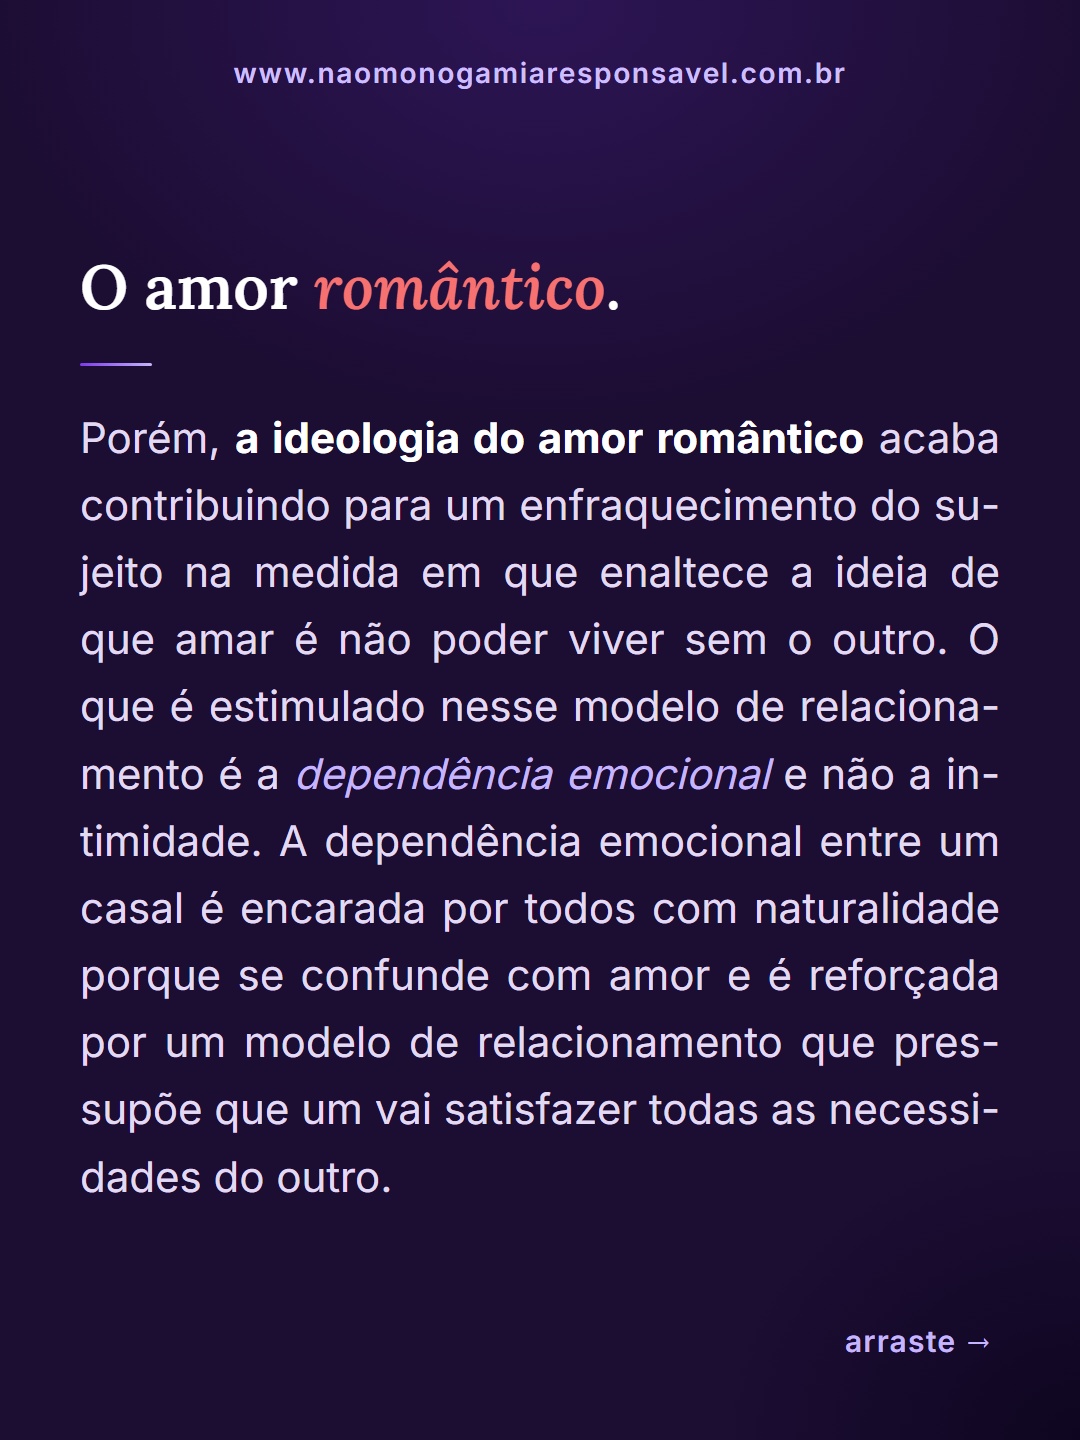 www.naomonogamiaresponsavel.com.br
O amor romântico.
Porém, a ideologia do amor romântico acaba
contribuindo para um enfraquecimento do su-
jeito na medida em que enaltece a ideia de
que amar é não poder viver sem o outro. O
que é estimulado nesse modelo de relaciona-
mento é a dependência emocional e não a in-
timidade. A dependência emocional entre um
casal é encarada por todos com naturalidade
porque se confunde com amor e é reforçada
por um modelo de relacionamento que pres-
supõe que um vai satisfazer todas as necessi-
dades do outro.
arraste →